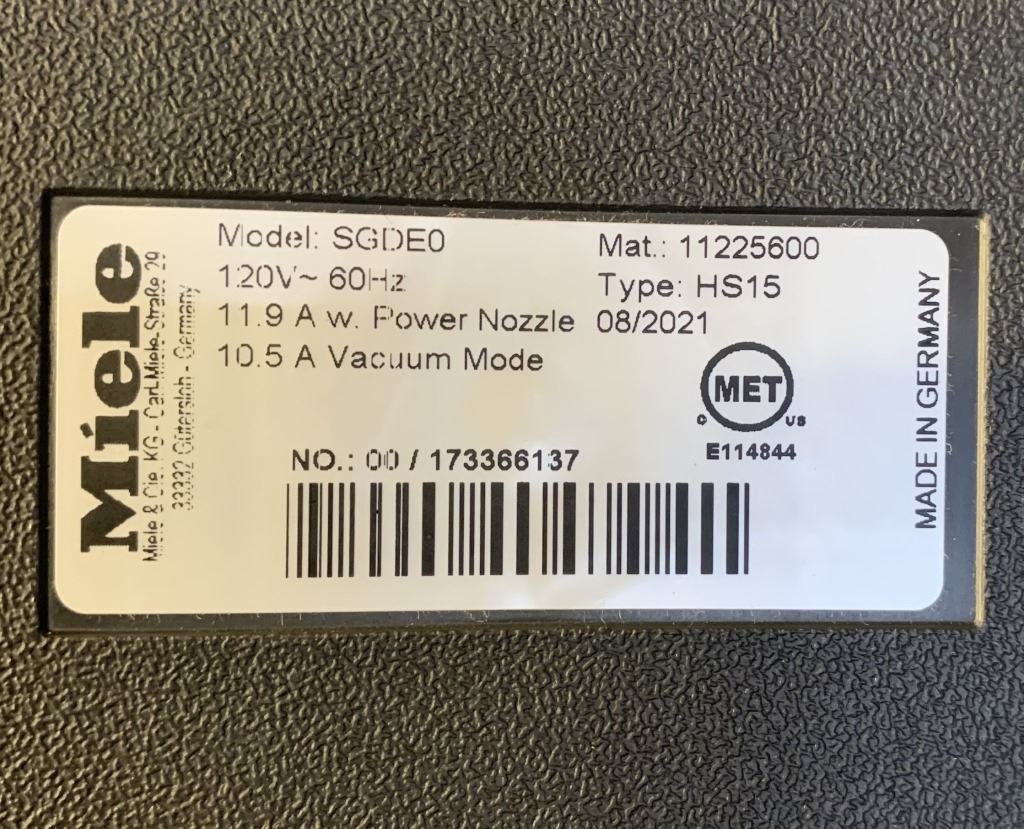 Miele
Miele & Cie. KG - Carl-Miele-Straße 29
33332 Gütersloh - Germany
Model: SGDE0
120V~ 60Hz
11.9 A w. Power Nozzle
10.5 A Vacuum Mode
Mat.: 11225600
Type: HS15
08/2021
MET
C US
E114844
NO.: 00 / 173366137
MADE IN GERMANY